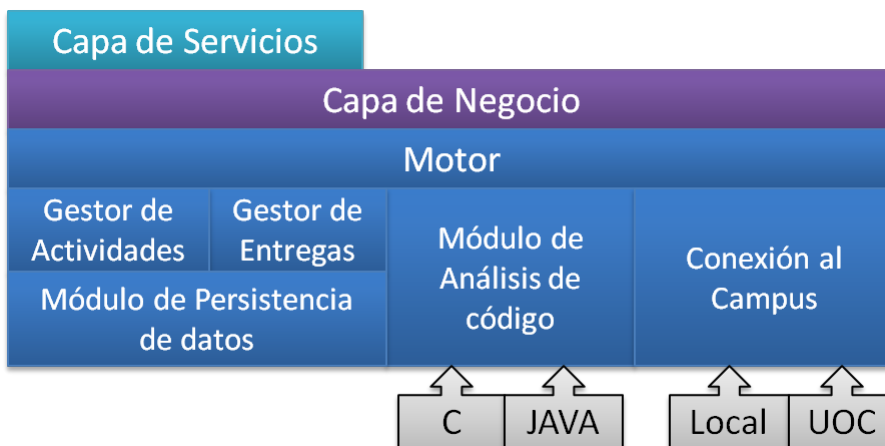 Capa de Servicios
Capa de Negocio
Motor
Gestor de
Actividades
Gestor de
Entregas
Módulo de
Análisis de
código
Conexión al
Campus
Módulo de Persistencia
de datos
C
JAVA
Local
UOC